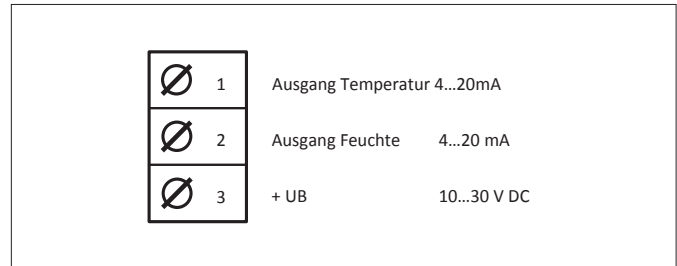 1 Ausgang Temperatur 4...20mA
2 Ausgang Feuchte 4...20 mA
3 + UB 10...30 V DC